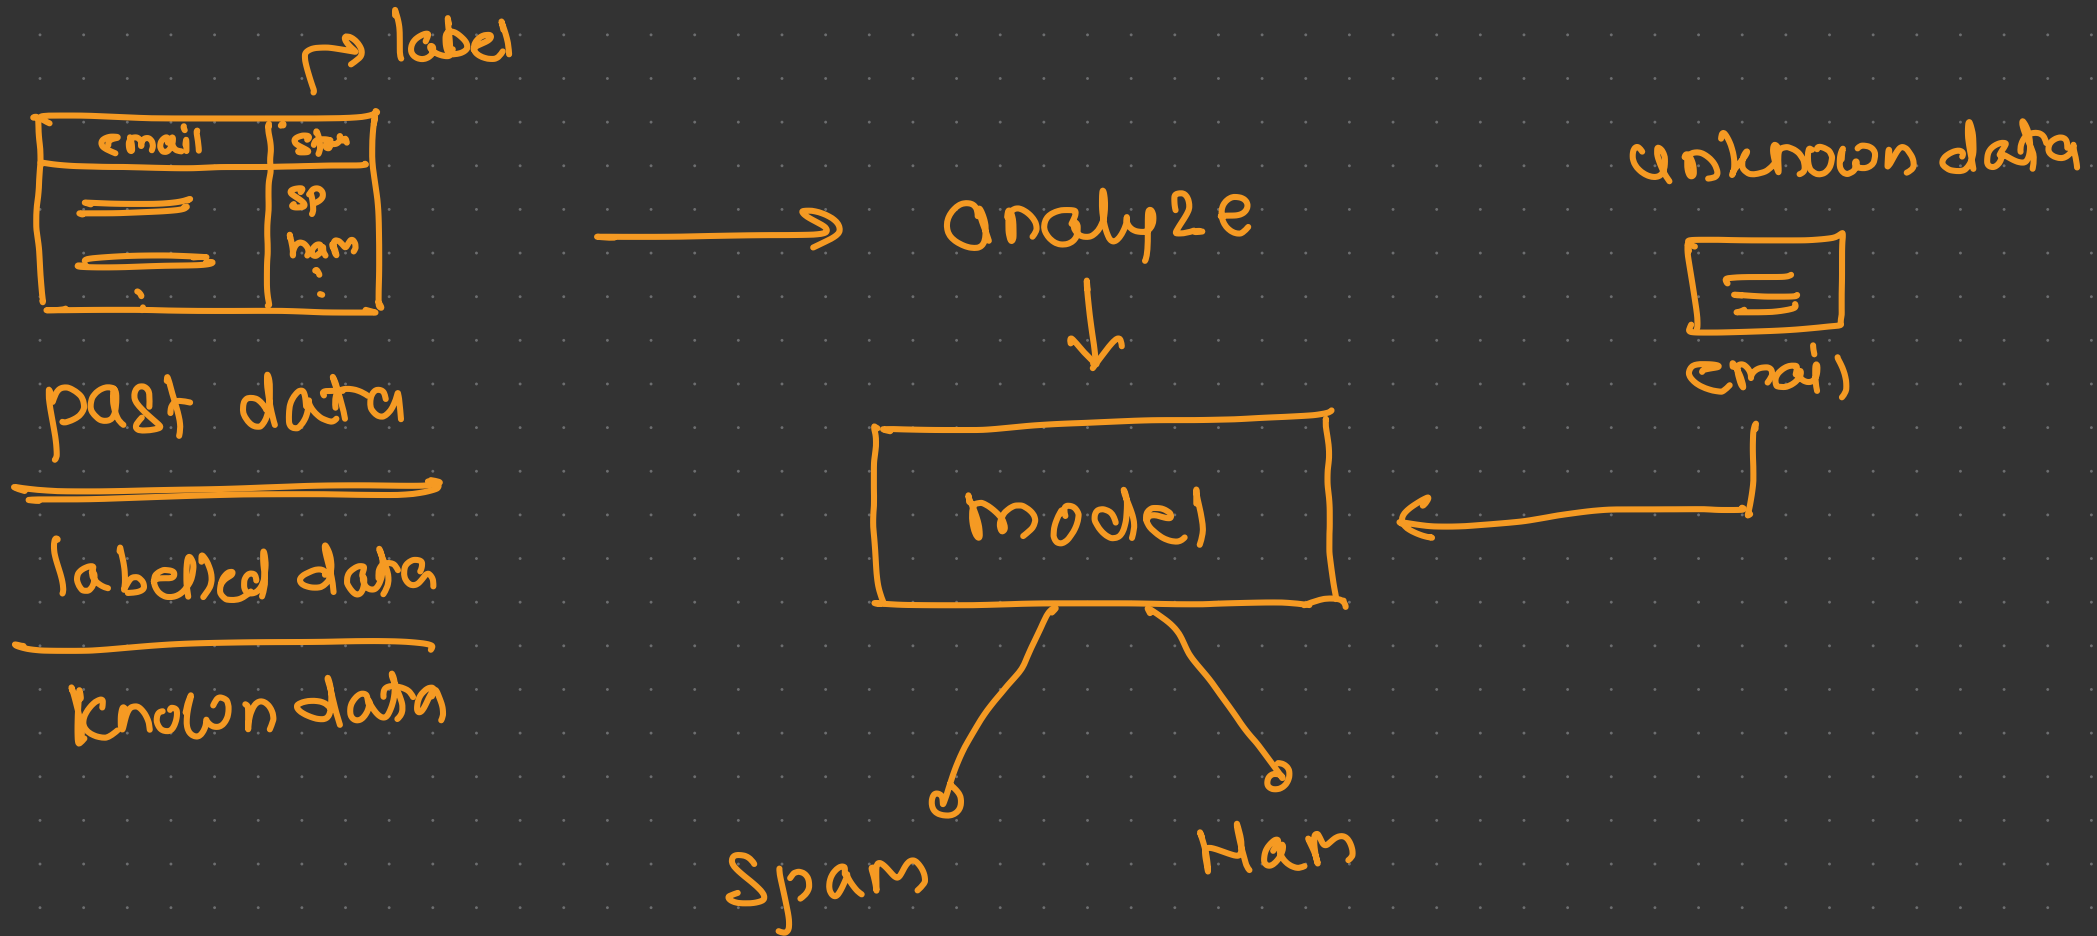 label
email
sp
ham
past data
labelled data
known data
analyze
model
Spam
Ham
unknown data
email